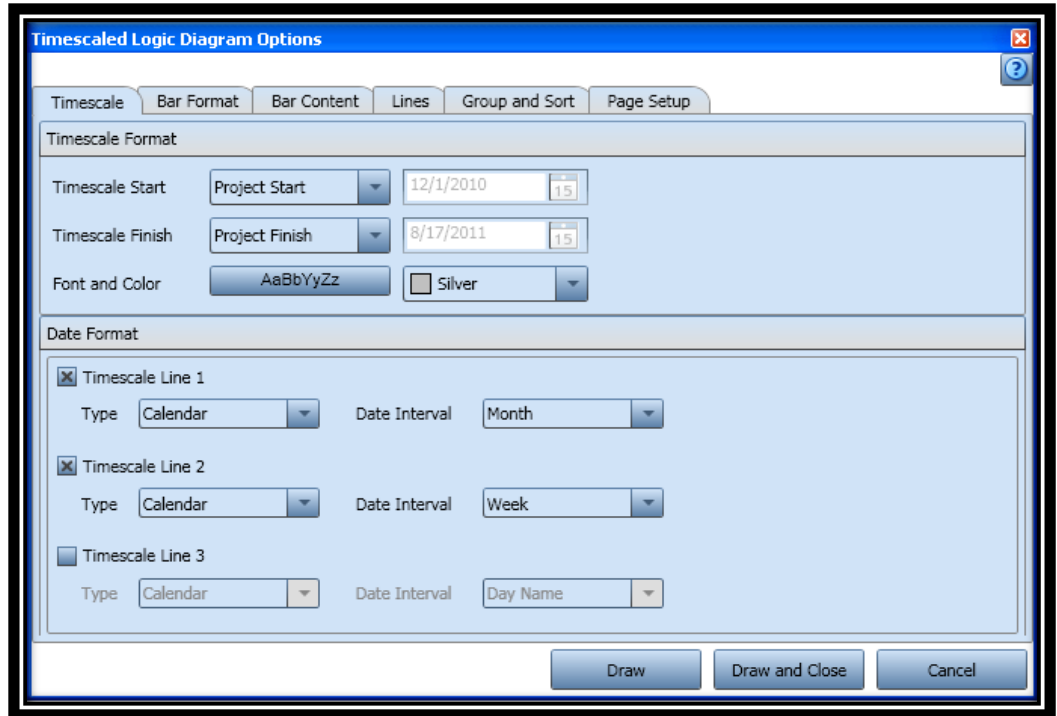 Timescaled Logic Diagram Options
?
Timescale Bar Format Bar Content Lines Group and Sort Page Setup
Timescale Format
Timescale Start Project Start 12/1/2010 15
Timescale Finish Project Finish 8/17/2011 15
Font and Color AaBbYyZz Silver
Date Format
Timescale Line 1
Type Calendar Date Interval Month
Timescale Line 2
Type Calendar Date Interval Week
Timescale Line 3
Type Calendar Date Interval Day Name
Draw Draw and Close Cancel